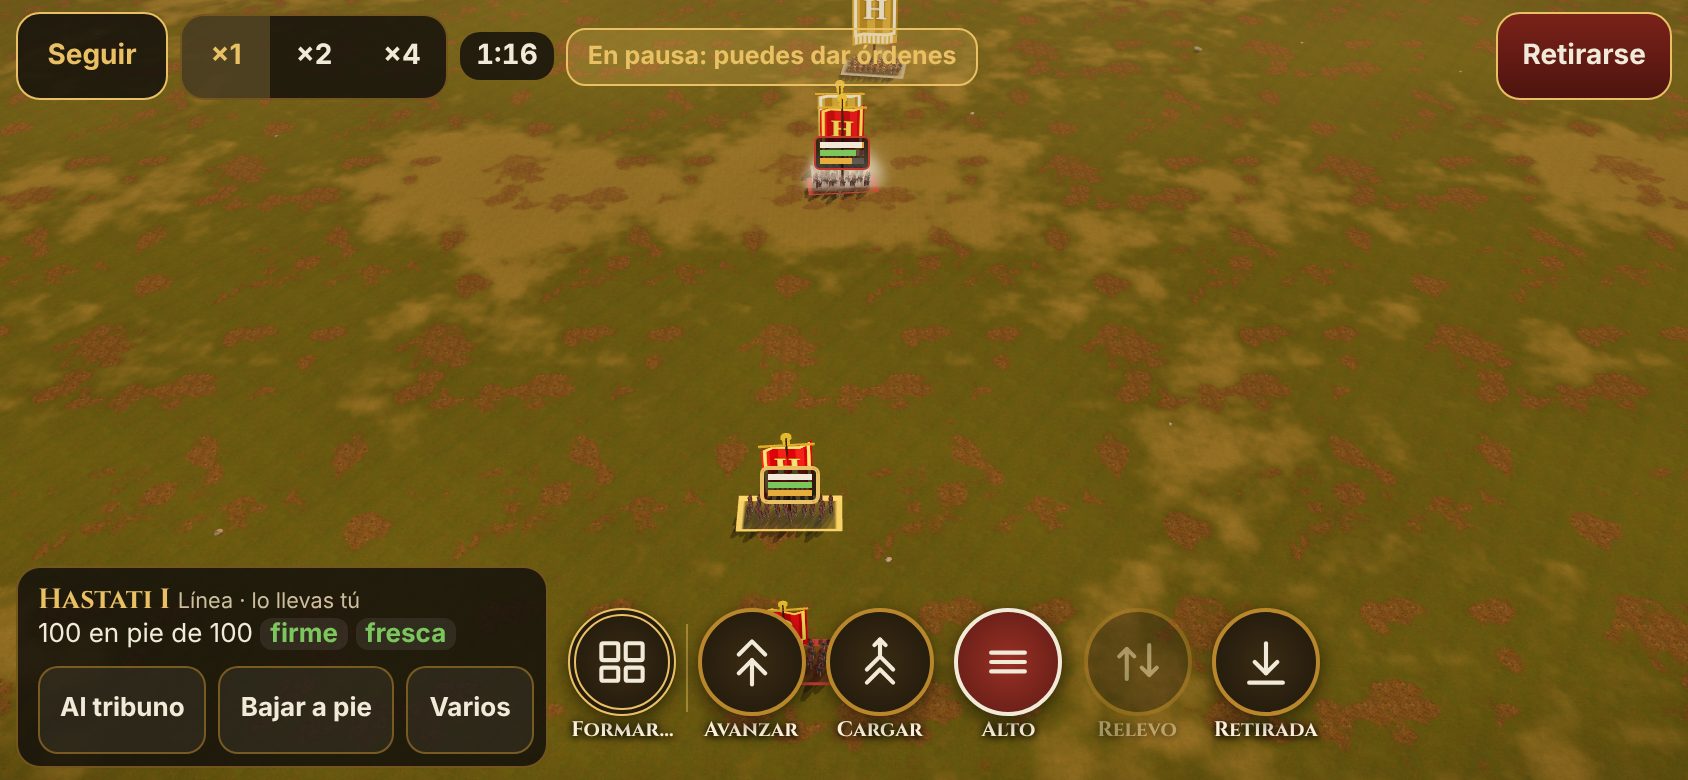 Seguir
×1
×2
×4
1:16
En pausa: puedes dar órdenes
Retirarse
H
H
H
HASTATI I Línea · lo llevas tú
100 en pie de 100 firme fresca
Al tribuno
Bajar a pie
Varios
FORMAR...
AVANZAR
CARGAR
ALTO
RELEVO
RETIRADA